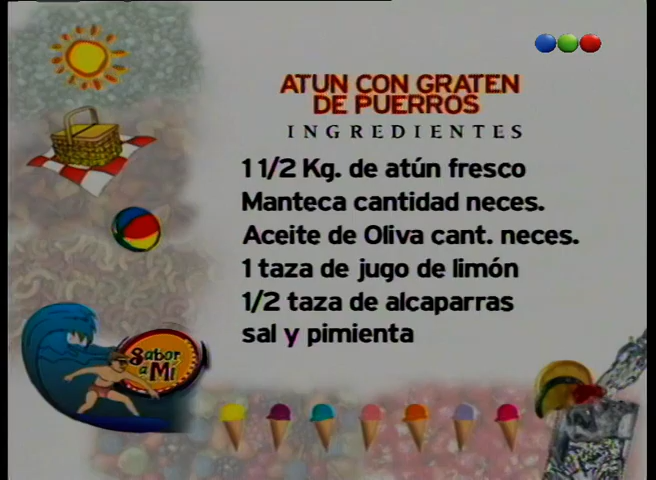 ATUN CON GRATEN
DE PUERROS
INGREDIENTES
1 1/2 Kg. de atún fresco
Manteca cantidad neces.
Aceite de Oliva cant. neces.
1 taza de jugo de limón
1/2 taza de alcaparras
sal y pimienta
Sabor
a Mí